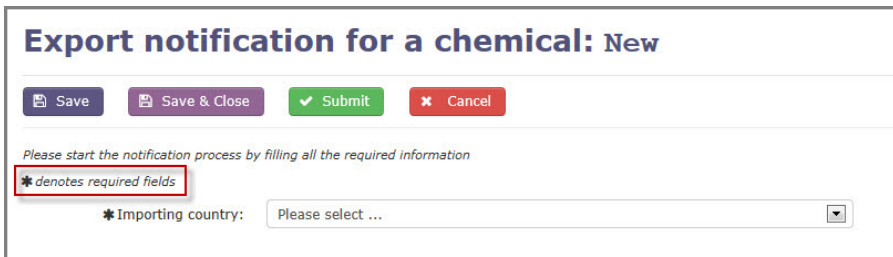 Export notification for a chemical: New
Save Save & Close Submit Cancel
Please start the notification process by filling all the required information
✱ denotes required fields
✱ Importing country: Please select ...